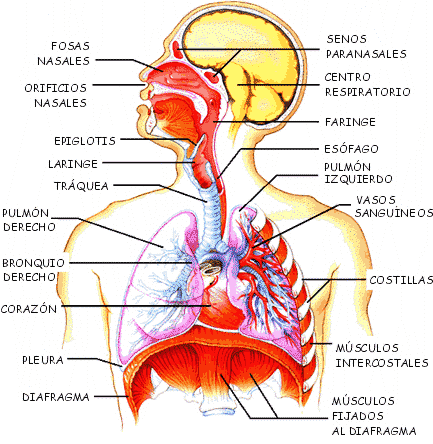 FOSAS
NASALES
ORIFICIOS
NASALES
EPIGLOTIS
LARINGE
TRÁQUEA
PULMÓN
DERECHO
BRONQUIO
DERECHO
CORAZÓN
PLEURA
DIAFRAGMA
SENOS
PARANASALES
CENTRO
RESPIRATORIO
FARINGE
ESÓFAGO
PULMÓN
IZQUIERDO
VASOS
SANGUÍNEOS
COSTILLAS
MÚSCULOS
INTERCOSTALES
MÚSCULOS
FIJADOS
AL DIAFRAGMA